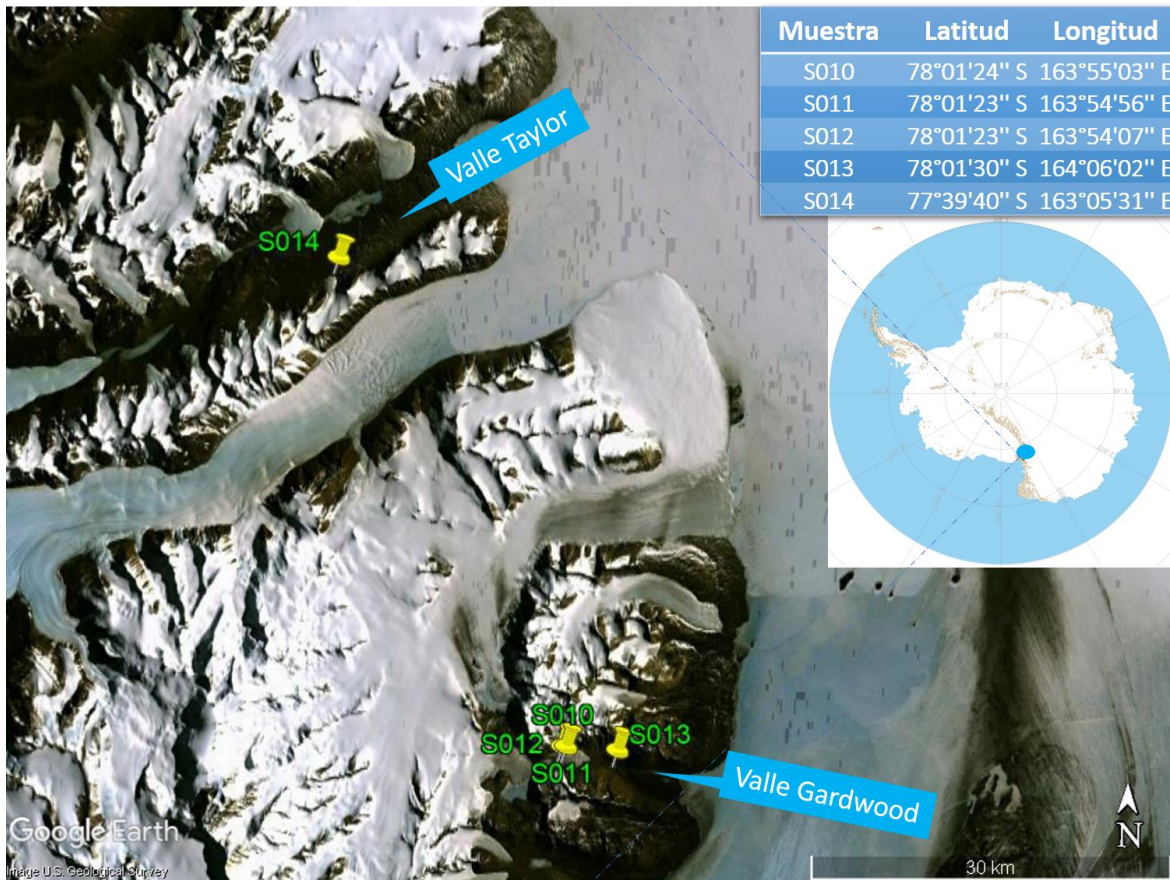 Muestra Latitud Longitud
S010 78°01'24" S 163°55'03" E
S011 78°01'23" S 163°54'56" E
S012 78°01'23" S 163°54'07" E
S013 78°01'30" S 164°06'02" E
S014 77°39'40" S 163°05'31" E
Valle Taylor
S014
S010
S012
S011
S013
Valle Gardwood
Google Earth
Image U.S. Geological Survey
N
30 km